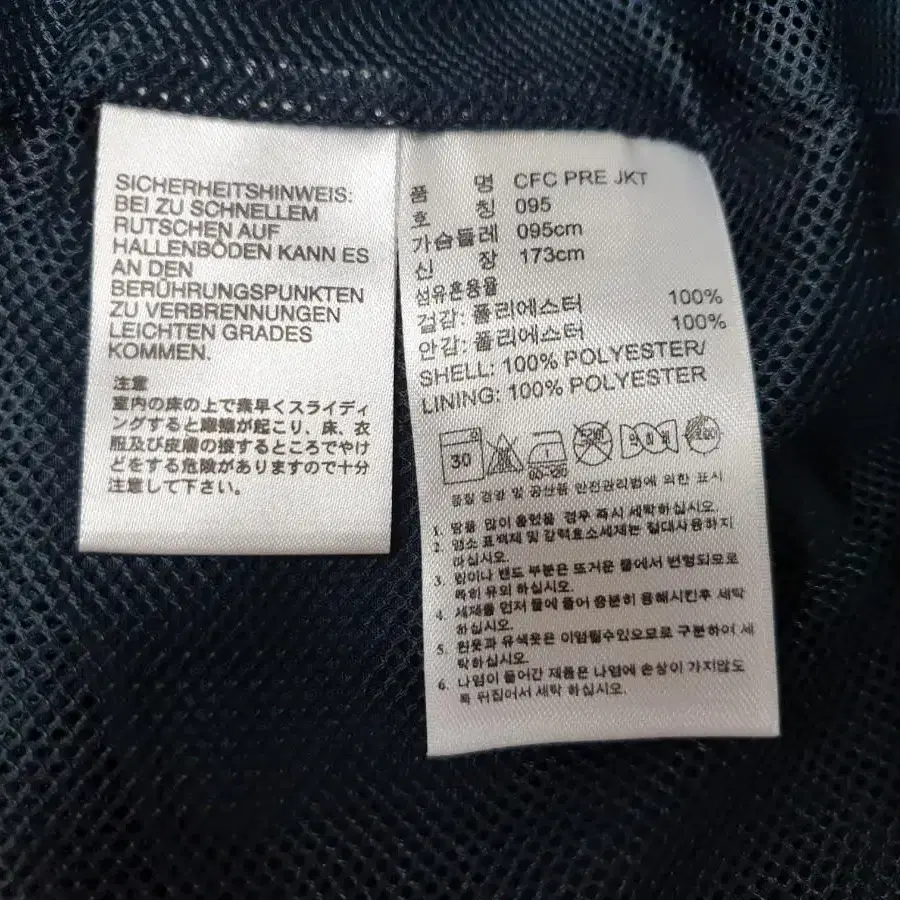 SICHERHEITSHINWEIS:
BEI ZU SCHNELLEM
RUTSCHEN AUF
HALLENBÖDEN KANN ES
AN DEN
BERÜHRUNGSPUNKTEN
ZU VERBRENNUNGEN
LEICHTEN GRADES
KOMMEN.
注意
室内の床の上で素早くスライディ
ングすると摩擦が起こり、床、衣
服及び皮膚の接するところでやけ
どをする危険がありますので十分
注意して下さい。
품 명 CFC PRE JKT
호 칭 095
가슴둘레 095cm
신 장 173cm
섬유혼용율
겉감: 폴리에스터 100%
안감: 폴리에스터 100%
SHELL: 100% POLYESTER/
LINING: 100% POLYESTER
30
품질 경영 및 공산품 안전관리법에 의한 표시
1. 땀을 많이 흘렸을 경우 즉시 세탁하십시오.
2. 염소 표백제 및 강력효소세제는 절대사용하지
마십시오.
3. 림이나 밴드 부분은 뜨거운 물에서 변형되므로
특히 유의 하십시오.
4. 세제를 먼저 물에 풀어 충분히 용해시킨후 세탁
하십시오.
5. 흰옷과 유색옷은 이염될수있으므로 구분하여 세
탁하십시오.
6. 나염이 들어간 제품은 나염에 손상이 가지않도
록 뒤집어서 세탁 하십시오.